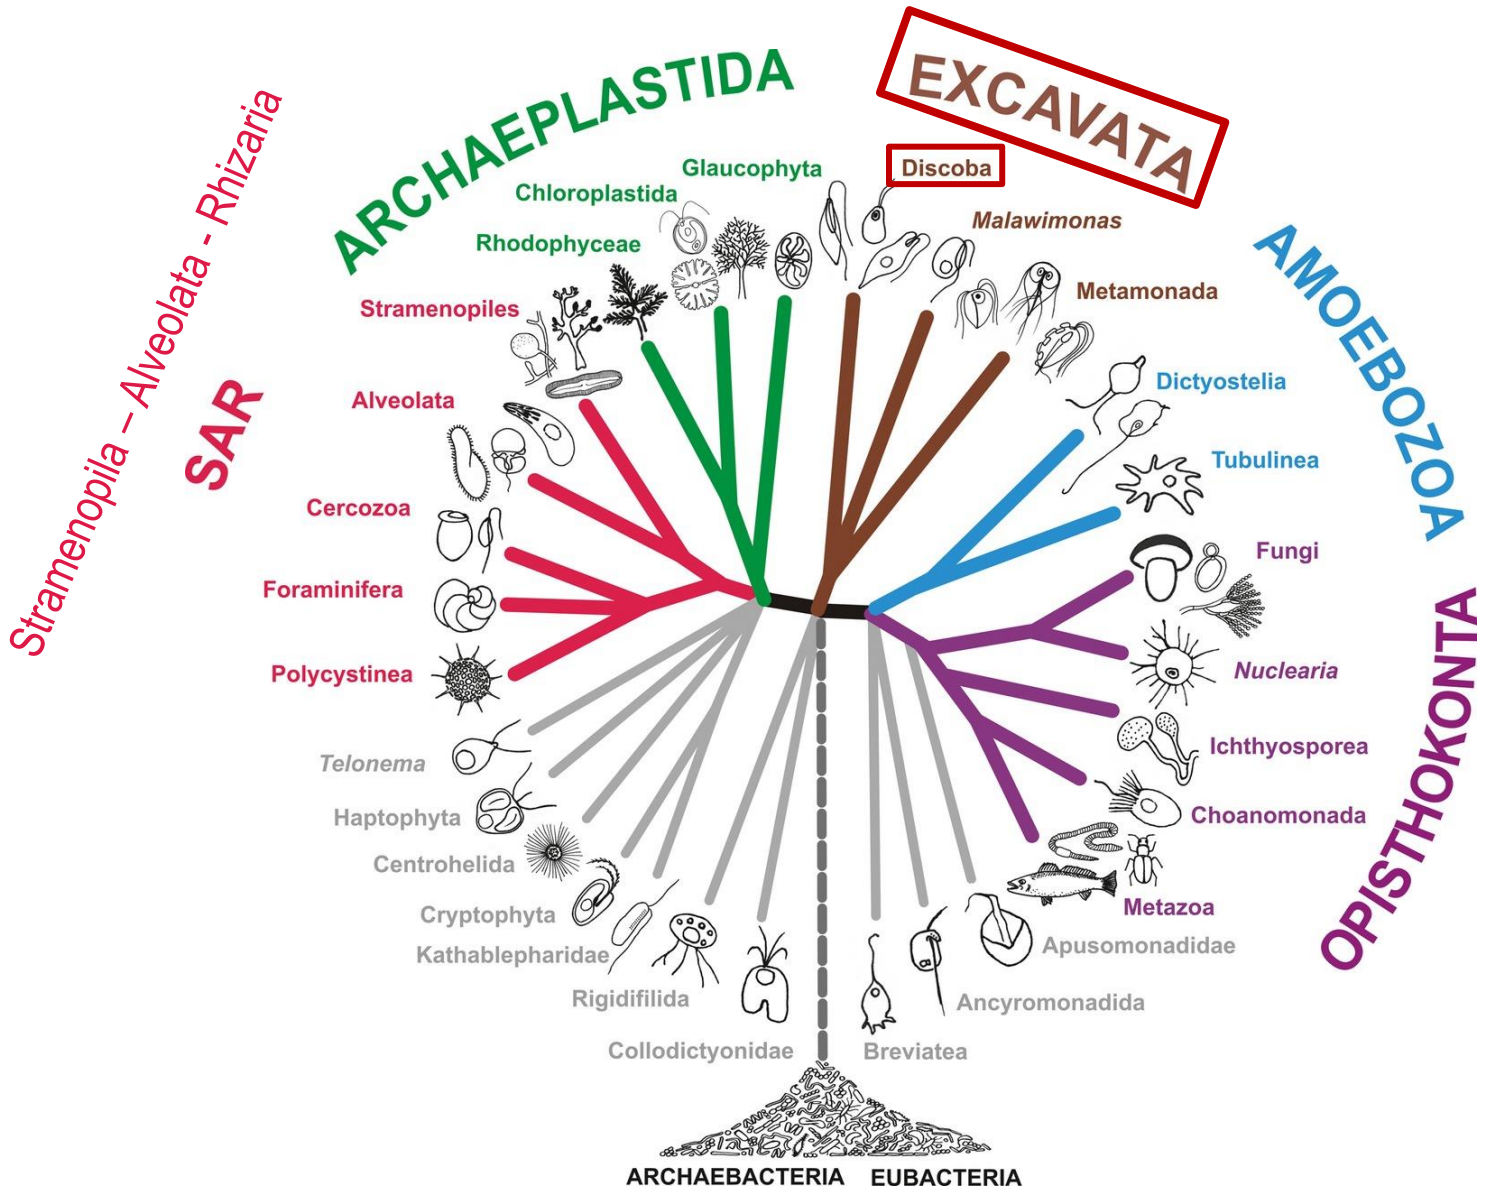 ARCHAEPLASTIDA
EXCAVATA
Stramenopila – Alveolata - Rhizaria
SAR
AMOEBOZOA
OPISTHOKONTA
Glaucophyta
Discoba
Chloroplastida
Malawimonas
Rhodophyceae
Metamonada
Stramenopiles
Dictyostelia
Alveolata
Tubulinea
Cercozoa
Fungi
Foraminifera
Nuclearia
Polycystinea
Ichthyosporea
Telonema
Choanomonada
Haptophyta
Centrohelida
Metazoa
Cryptophyta
Apusomonadidae
Kathablepharidae
Rigidifilida
Ancyromonadida
Collodictyonidae
Breviatea
ARCHAEBACTERIA EUBACTERIA